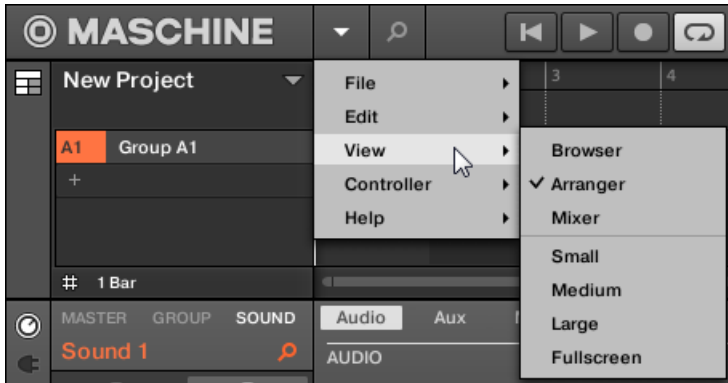 MASCHINE
New Project
File
3
4
Edit
A1 Group A1
View
Browser
+
Controller
Arranger
Help
Mixer
Small
# 1 Bar
Medium
MASTER GROUP SOUND
Audio Aux
Large
Sound 1
AUDIO
Fullscreen